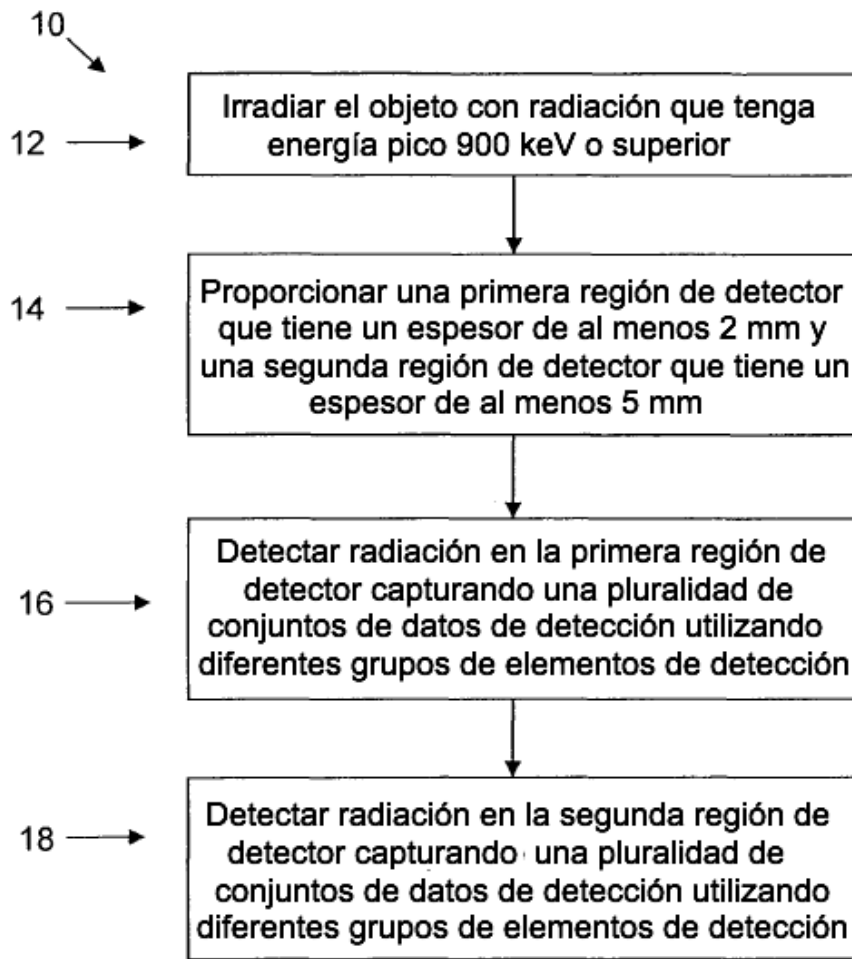 10
12
Irradiar el objeto con radiación que tenga
energía pico 900 keV o superior
14
Proporcionar una primera región de detector
que tiene un espesor de al menos 2 mm y
una segunda región de detector que tiene un
espesor de al menos 5 mm
16
Detectar radiación en la primera región de
detector capturando una pluralidad de
conjuntos de datos de detección utilizando
diferentes grupos de elementos de detección
18
Detectar radiación en la segunda región de
detector capturando una pluralidad de
conjuntos de datos de detección utilizando
diferentes grupos de elementos de detección